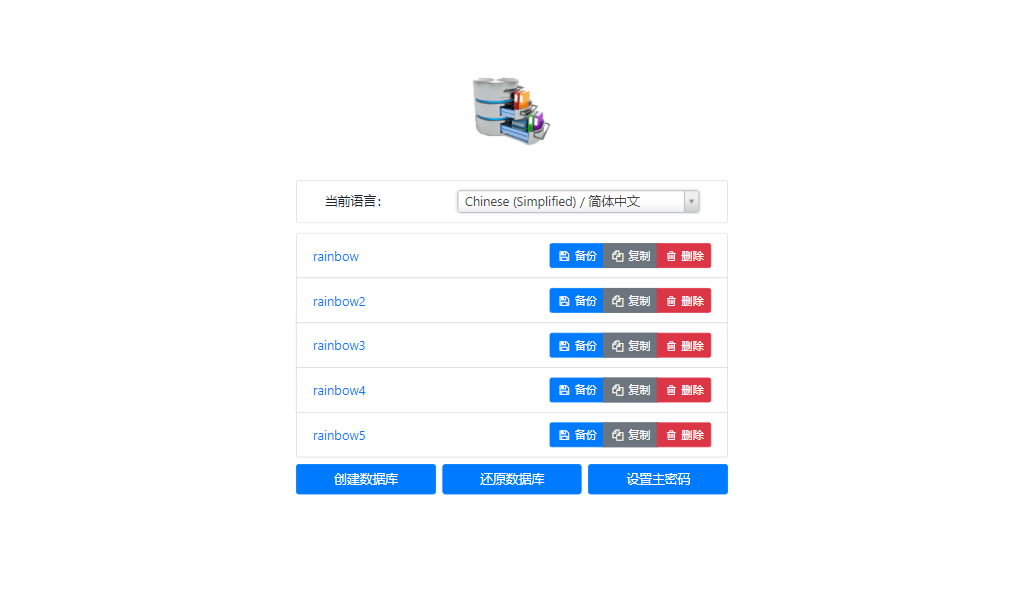 当前语言： Chinese (Simplified) / 简体中文
rainbow 备份 复制 删除
rainbow2 备份 复制 删除
rainbow3 备份 复制 删除
rainbow4 备份 复制 删除
rainbow5 备份 复制 删除
创建数据库 还原数据库 设置主密码